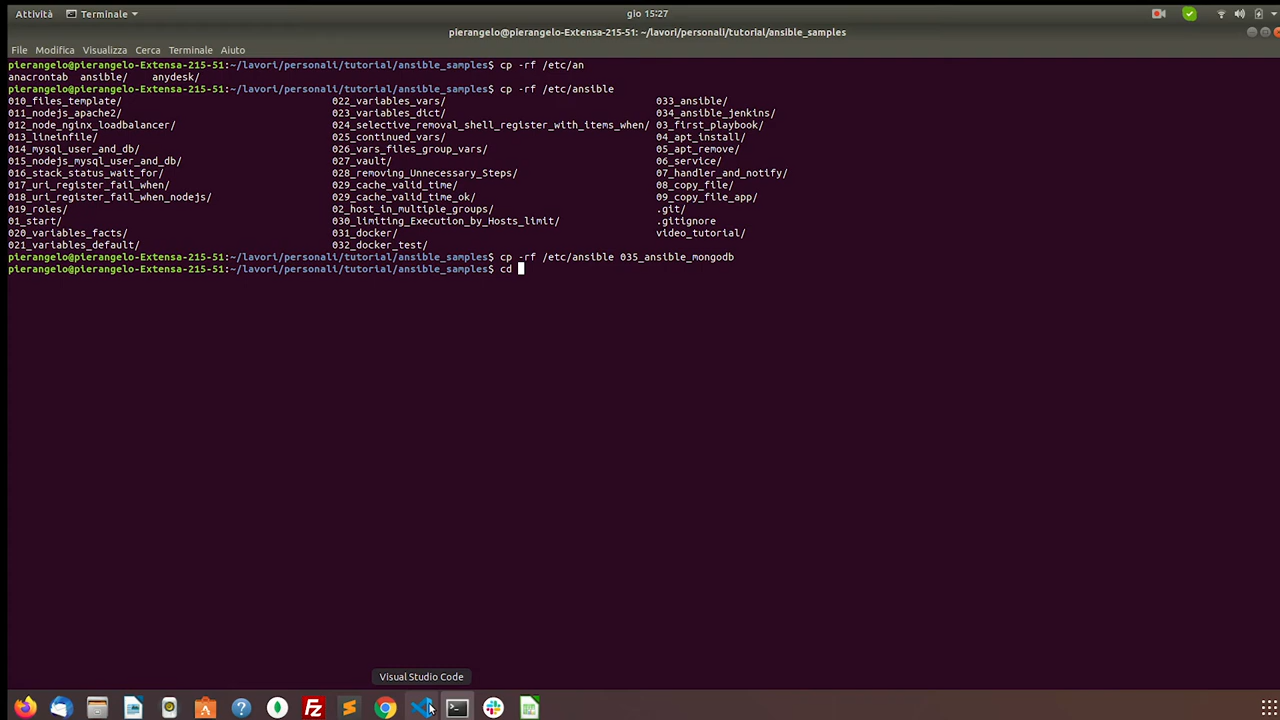 Attività Terminale gio 15:27
pierangelo@pierangelo-Extensa-215-51: ~/lavori/personali/tutorial/ansible_samples
File Modifica Visualizza Cerca Terminale Aiuto
pierangelo@pierangelo-Extensa-215-51:~/lavori/personali/tutorial/ansible_samples$ cp -rf /etc/an
anacrontab ansible/ anydesk/
pierangelo@pierangelo-Extensa-215-51:~/lavori/personali/tutorial/ansible_samples$ cp -rf /etc/ansible
010_files_template/ 022_variables_vars/ 033_ansible/
011_nodejs_apache2/ 023_variables_dict/ 034_ansible_jenkins/
012_node_nginx_loadbalancer/ 024_selective_removal_shell_register_with_items_when/ 03_first_playbook/
013_lineinfile/ 025_continued_vars/ 04_apt_install/
014_mysql_user_and_db/ 026_vars_files_group_vars/ 05_apt_remove/
015_nodejs_mysql_user_and_db/ 027_vault/ 06_service/
016_stack_status_wait_for/ 028_removing_Unnecessary_Steps/ 07_handler_and_notify/
017_uri_register_fail_when/ 029_cache_valid_time/ 08_copy_file/
018_uri_register_fail_when_nodejs/ 029_cache_valid_time_ok/ 09_copy_file_app/
019_roles/ 02_host_in_multiple_groups/ .git/
01_start/ 030_limiting_Execution_by_Hosts_limit/ .gitignore
020_variables_facts/ 031_docker/ video_tutorial/
021_variables_default/ 032_docker_test/
pierangelo@pierangelo-Extensa-215-51:~/lavori/personali/tutorial/ansible_samples$ cp -rf /etc/ansible 035_ansible_mongodb
pierangelo@pierangelo-Extensa-215-51:~/lavori/personali/tutorial/ansible_samples$ cd
Visual Studio Code